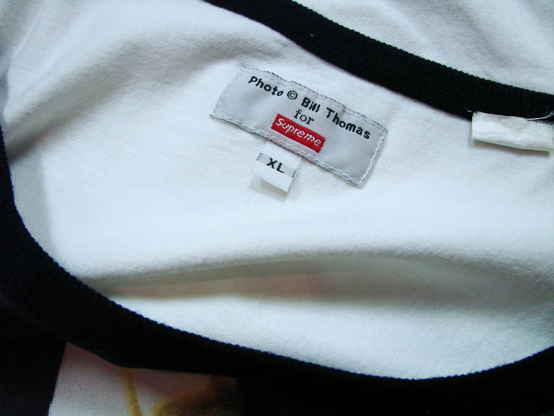 Photo © Bill Thomas
for
Supreme
XL